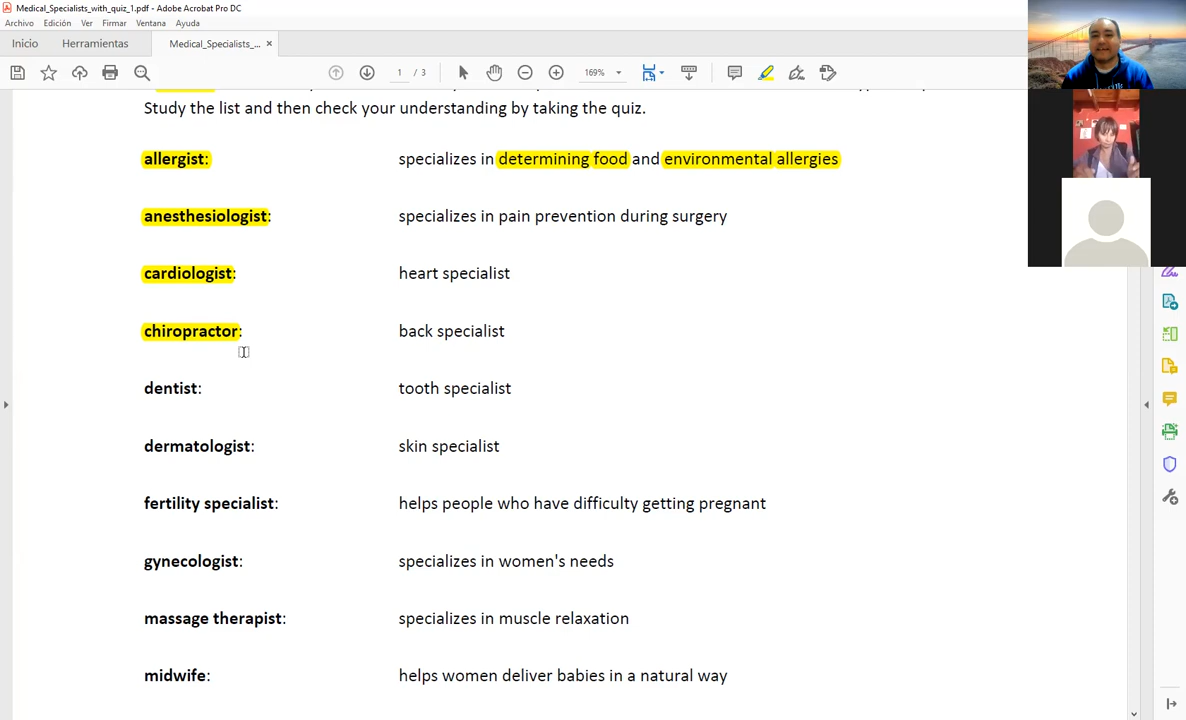 Medical_Specialists_with_quiz_1.pdf - Adobe Acrobat Pro DC
Archivo Edición Ver Firmar Ventana Ayuda
Inicio Herramientas Medical_Specialists_... ×
1 / 3 169%
Study the list and then check your understanding by taking the quiz.
allergist: specializes in determining food and environmental allergies
anesthesiologist: specializes in pain prevention during surgery
cardiologist: heart specialist
chiropractor: back specialist
dentist: tooth specialist
dermatologist: skin specialist
fertility specialist: helps people who have difficulty getting pregnant
gynecologist: specializes in women's needs
massage therapist: specializes in muscle relaxation
midwife: helps women deliver babies in a natural way